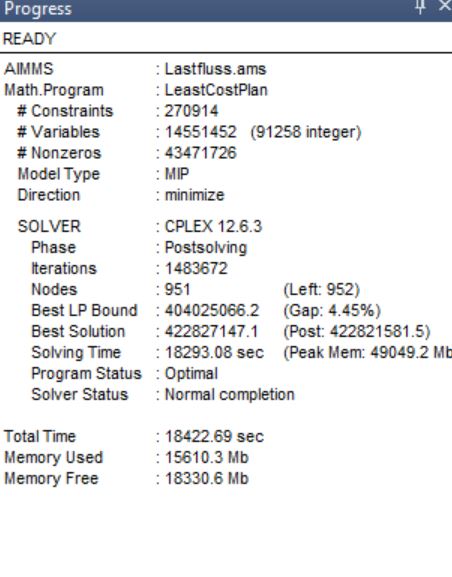 Progress
READY
AIMMS : Lastfluss.ams
Math.Program : LeastCostPlan
# Constraints : 270914
# Variables : 14551452 (91258 integer)
# Nonzeros : 43471726
Model Type : MIP
Direction : minimize
SOLVER : CPLEX 12.6.3
Phase : Postsolving
Iterations : 1483672
Nodes : 951 (Left: 952)
Best LP Bound : 404025066.2 (Gap: 4.45%)
Best Solution : 422827147.1 (Post: 422821581.5)
Solving Time : 18293.08 sec (Peak Mem: 49049.2 Mb
Program Status : Optimal
Solver Status : Normal completion
Total Time : 18422.69 sec
Memory Used : 15610.3 Mb
Memory Free : 18330.6 Mb